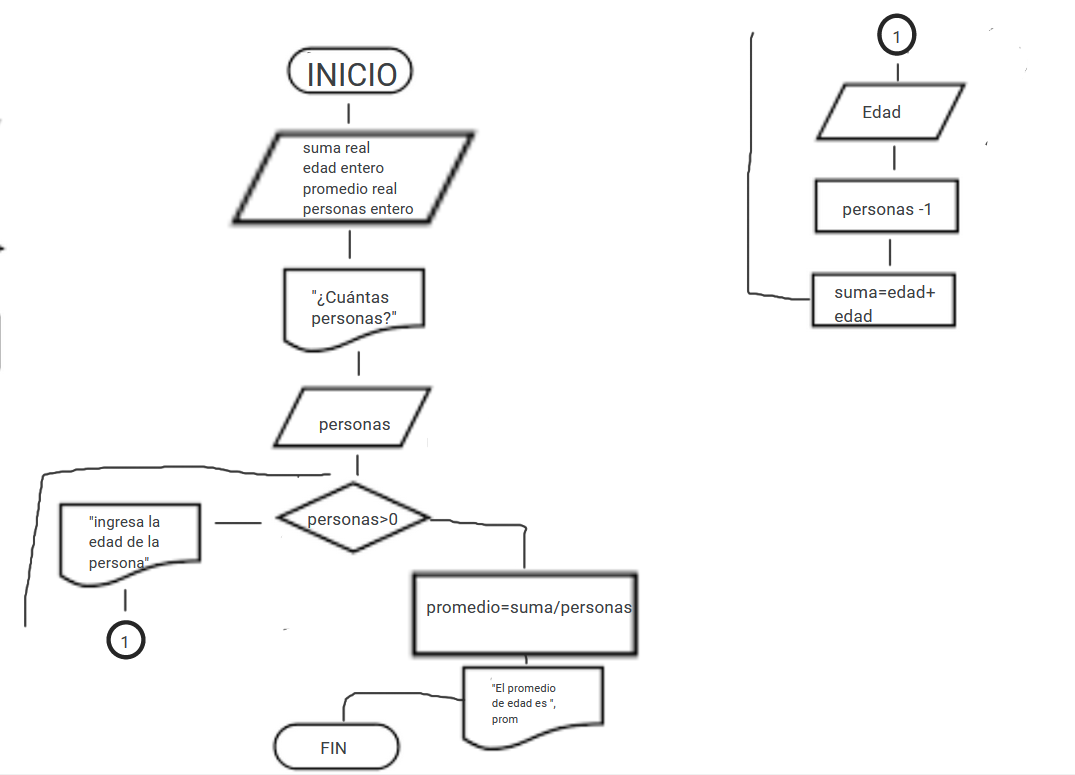 INICIO
suma real
edad entero
promedio real
personas entero
"¿Cuántas
personas?"
personas
personas>0
"ingresa la
edad de la
persona"
1
promedio=suma/personas
"El promedio
de edad es ",
prom
FIN
1
Edad
personas -1
suma=edad+
edad